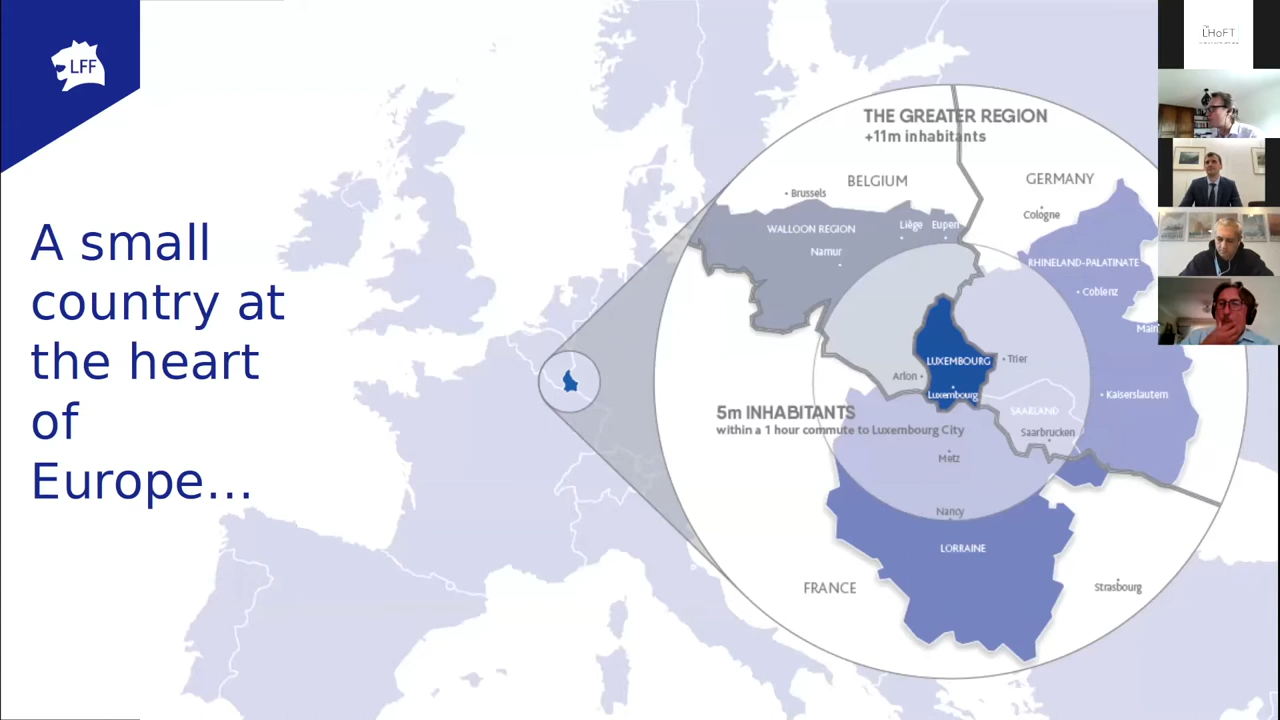 LFF
A small
country at
the heart
of
Europe...
THE GREATER REGION
+11m inhabitants
BELGIUM
GERMANY
Brussels
Cologne
WALLOON REGION
Liège
Eupen
Namur
RHINELAND-PALATINATE
Coblenz
Main
LUXEMBOURG
Trier
Arlon
Luxembourg
Kaiserslautern
SAARLAND
5m INHABITANTS
within a 1 hour commute to Luxembourg City
Saarbrucken
Metz
Nancy
LORRAINE
FRANCE
Strasbourg
LHoFT